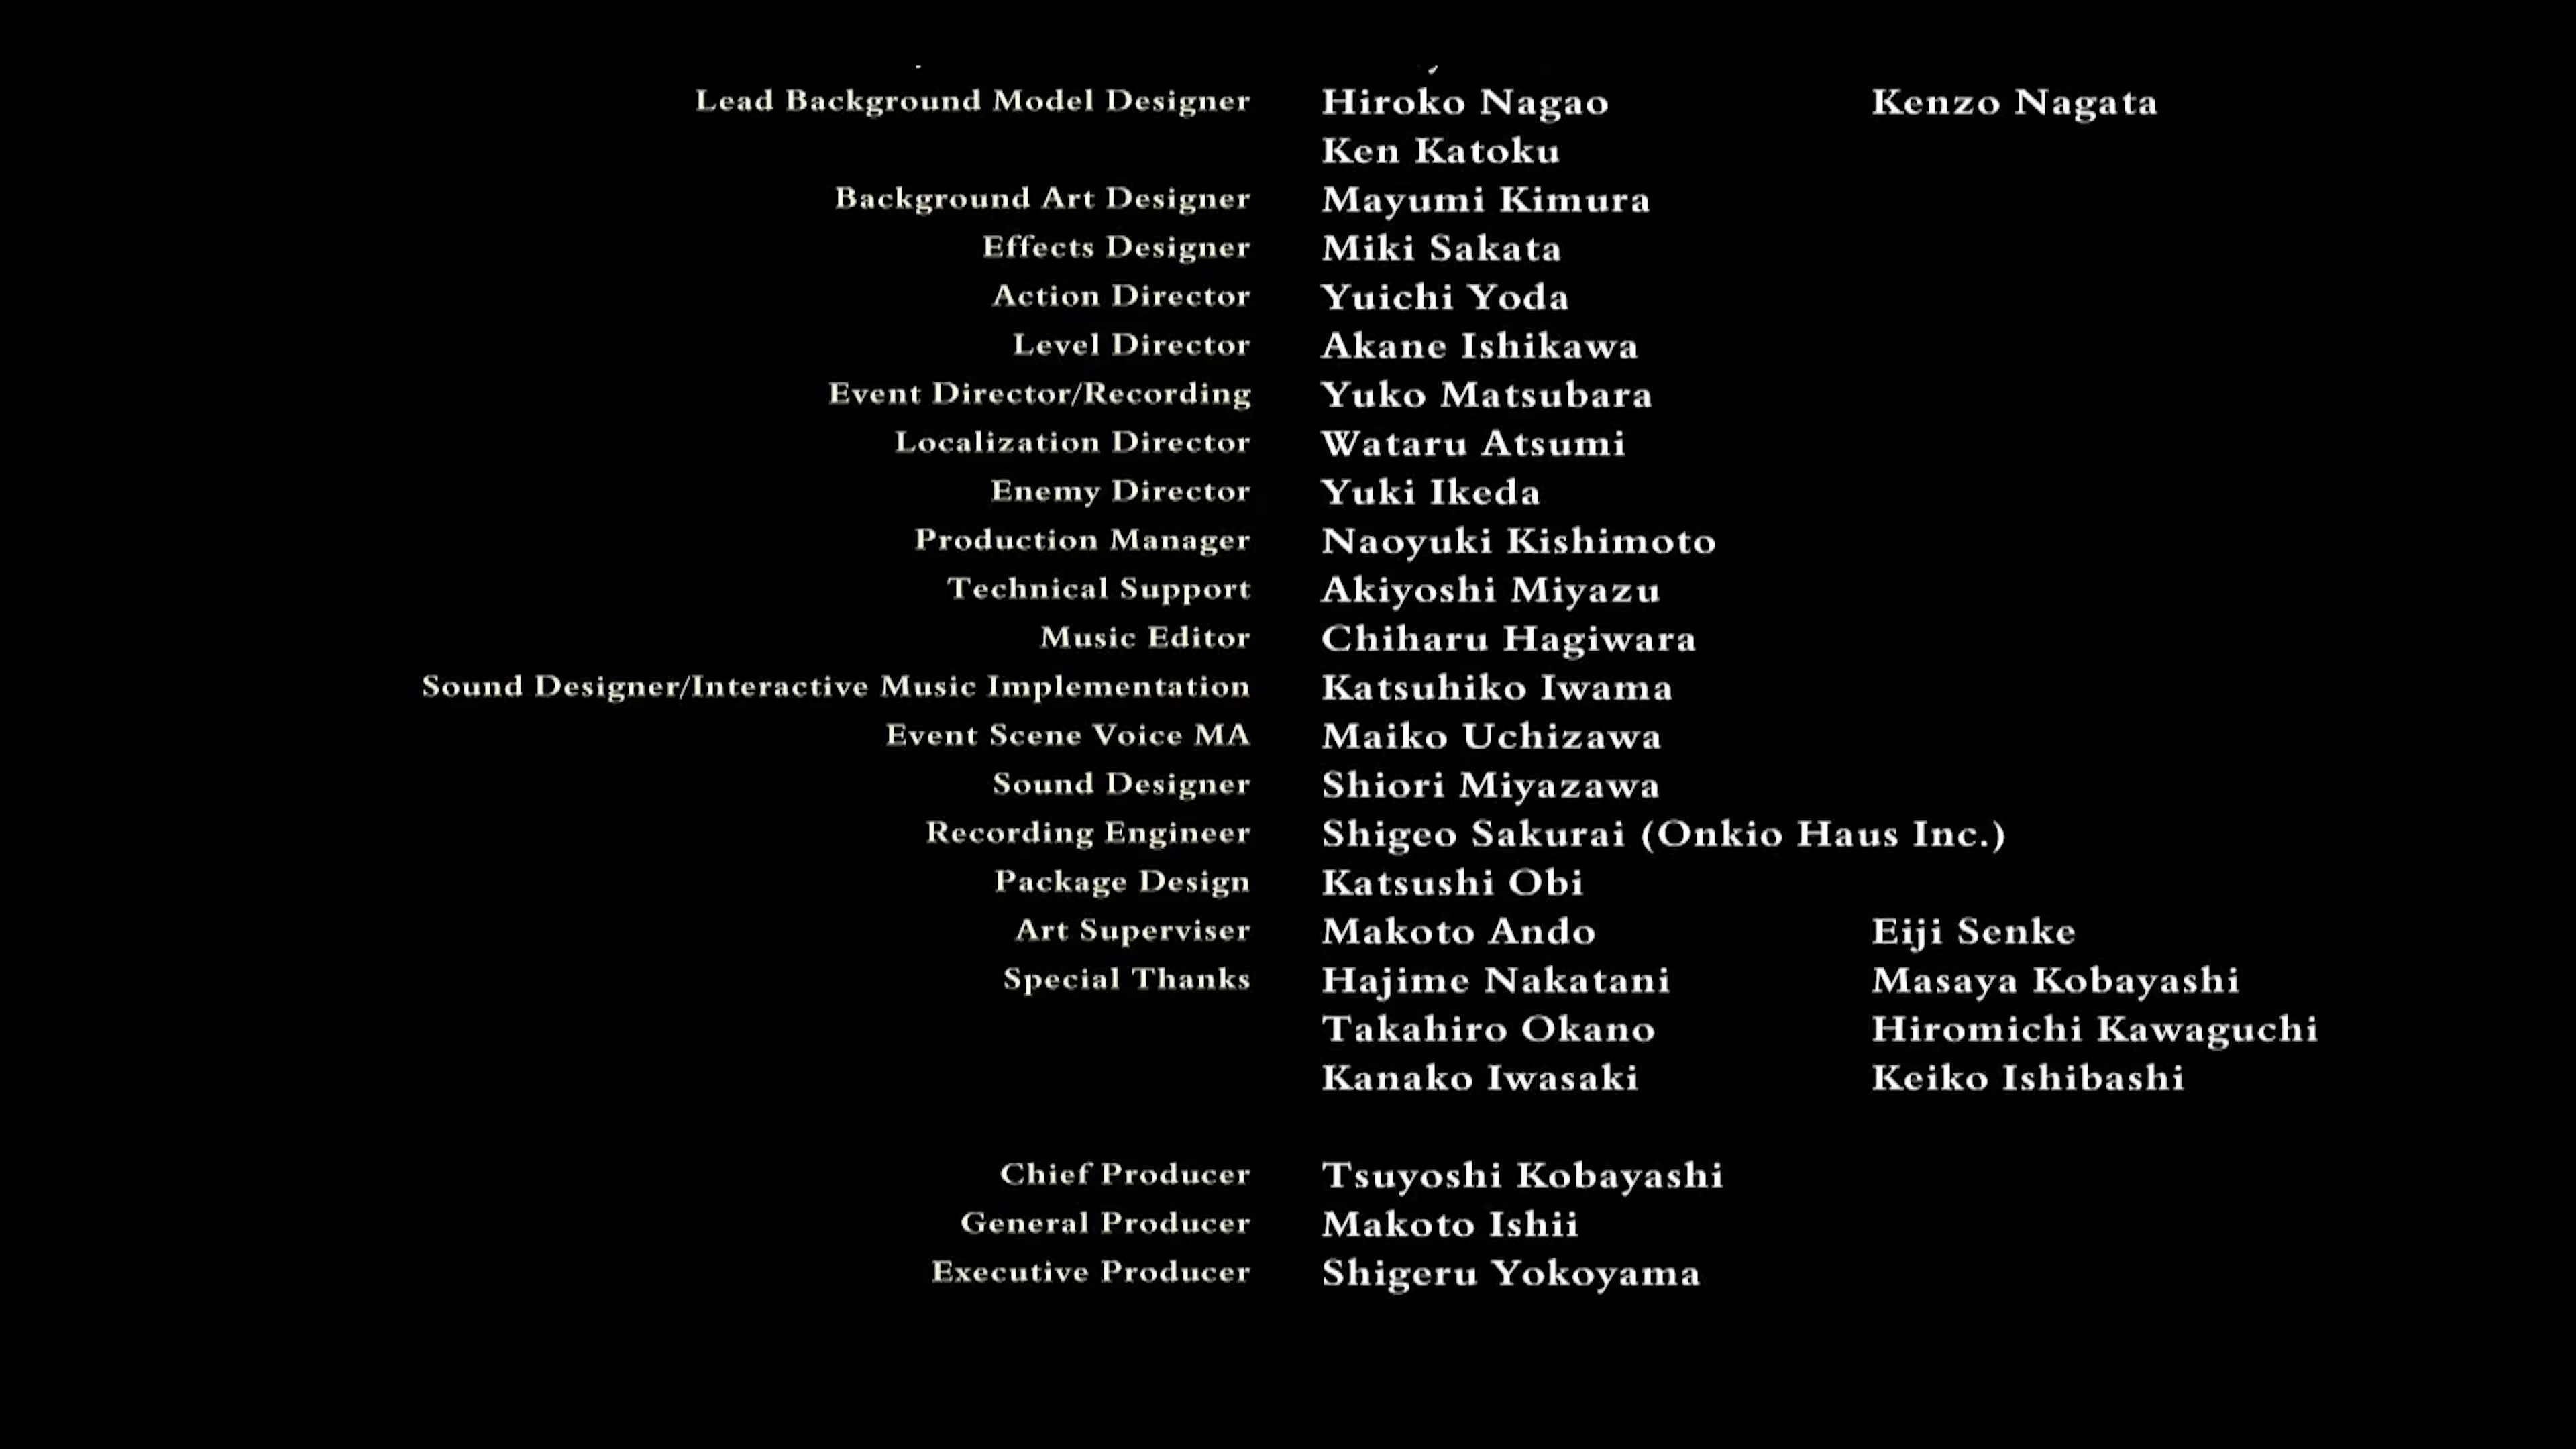 Lead Background Model Designer Hiroko Nagao Kenzo Nagata
Ken Katoku
Background Art Designer Mayumi Kimura
Effects Designer Miki Sakata
Action Director Yuichi Yoda
Level Director Akane Ishikawa
Event Director/Recording Yuko Matsubara
Localization Director Wataru Atsumi
Enemy Director Yuki Ikeda
Production Manager Naoyuki Kishimoto
Technical Support Akiyoshi Miyazu
Music Editor Chiharu Hagiwara
Sound Designer/Interactive Music Implementation Katsuhiko Iwama
Event Scene Voice MA Maiko Uchizawa
Sound Designer Shiori Miyazawa
Recording Engineer Shigeo Sakurai (Onkio Haus Inc.)
Package Design Katsushi Obi
Art Superviser Makoto Ando Eiji Senke
Special Thanks Hajime Nakatani Masaya Kobayashi
Takahiro Okano Hiromichi Kawaguchi
Kanako Iwasaki Keiko Ishibashi
Chief Producer Tsuyoshi Kobayashi
General Producer Makoto Ishii
Executive Producer Shigeru Yokoyama